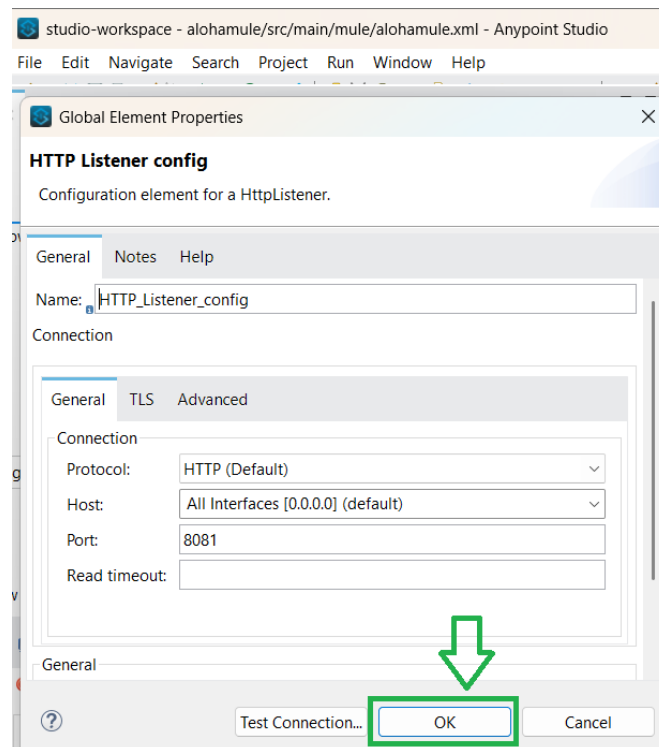 studio-workspace - alohamule/src/main/mule/alohamule.xml - Anypoint Studio
File Edit Navigate Search Project Run Window Help
Global Element Properties
HTTP Listener config
Configuration element for a HttpListener.
General Notes Help
Name: HTTP_Listener_config
Connection
General TLS Advanced
Connection
Protocol: HTTP (Default)
Host: All Interfaces [0.0.0.0] (default)
Port: 8081
Read timeout:
General
Test Connection... OK Cancel